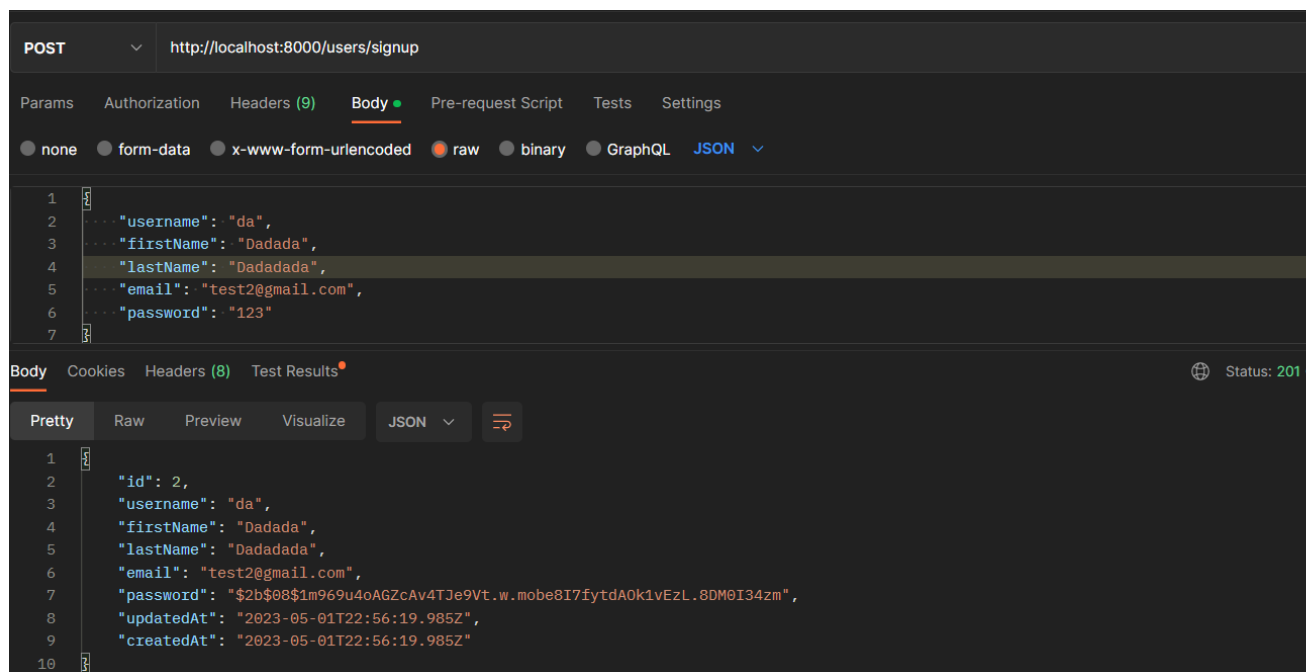 POST http://localhost:8000/users/signup
Params Authorization Headers (9) Body Pre-request Script Tests Settings
none form-data x-www-form-urlencoded raw binary GraphQL JSON
1 {
2 "username": "da",
3 "firstName": "Dadada",
4 "lastName": "Dadadada",
5 "email": "test2@gmail.com",
6 "password": "123"
7 }
Body Cookies Headers (8) Test Results Status: 201
Pretty Raw Preview Visualize JSON
1 {
2 "id": 2,
3 "username": "da",
4 "firstName": "Dadada",
5 "lastName": "Dadadada",
6 "email": "test2@gmail.com",
7 "password": "$2b$08$1m969u4oAGZcAv4TJe9Vt.w.mobe8I7fytdAOk1vEzL.8DM0I34zm",
8 "updatedAt": "2023-05-01T22:56:19.985Z",
9 "createdAt": "2023-05-01T22:56:19.985Z"
10 }